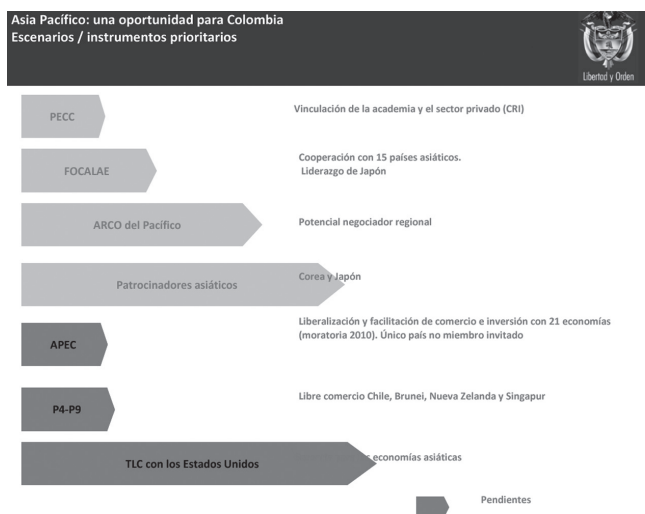 Asia Pacífico: una oportunidad para Colombia
Escenarios / instrumentos prioritarios
Libertad y Orden
PECC
Vinculación de la academia y el sector privado (CRI)
FOCALAE
Cooperación con 15 países asiáticos.
Liderazgo de Japón
ARCO del Pacífico
Potencial negociador regional
Patrocinadores asiáticos
Corea y Japón
APEC
Liberalización y facilitación de comercio e inversión con 21 economías
(moratoria 2010). Único país no miembro invitado
P4-P9
Libre comercio Chile, Brunei, Nueva Zelanda y Singapur
TLC con los Estados Unidos
economías asiáticas
Pendientes